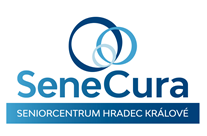 SeneCura
SENIORCENTRUM HRADEC KRÁLOVÉ